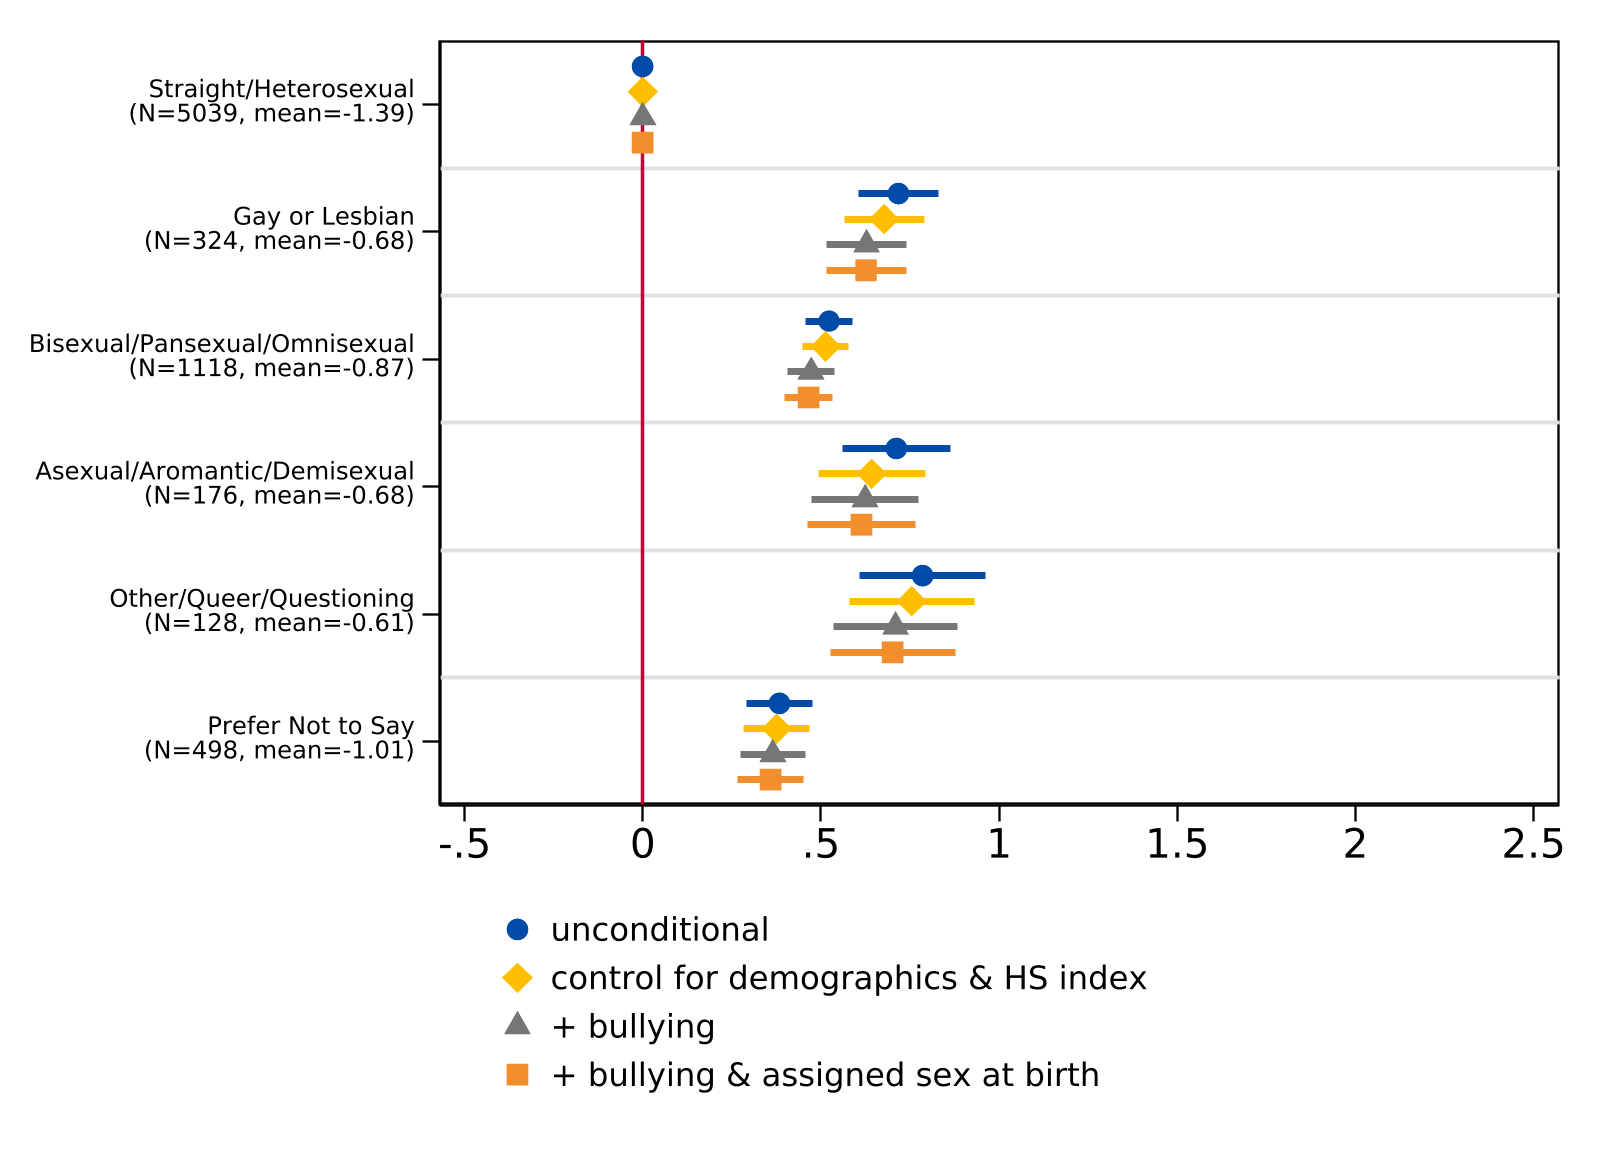 Straight/Heterosexual
(N=5039, mean=-1.39)
Gay or Lesbian
(N=324, mean=-0.68)
Bisexual/Pansexual/Omnisexual
(N=1118, mean=-0.87)
Asexual/Aromantic/Demisexual
(N=176, mean=-0.68)
Other/Queer/Questioning
(N=128, mean=-0.61)
Prefer Not to Say
(N=498, mean=-1.01)
-.5 0 .5 1 1.5 2 2.5
unconditional
control for demographics & HS index
+ bullying
+ bullying & assigned sex at birth